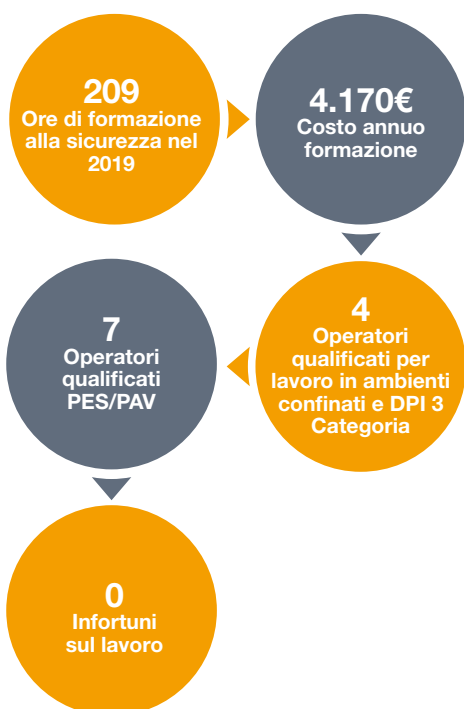 209
Ore di formazione
alla sicurezza nel
2019
4.170€
Costo annuo
formazione
4
Operatori
qualificati per
lavoro in ambienti
confinati e DPI 3
Categoria
7
Operatori
qualificati
PES/PAV
0
Infortuni
sul lavoro